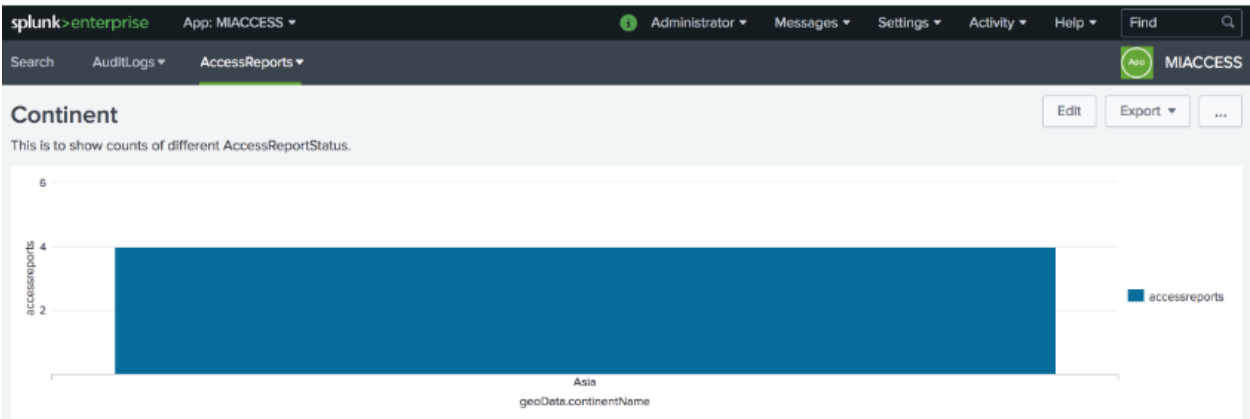 splunk>enterprise App: MIACCESS Administrator Messages Settings Activity Help Find
Search AuditLogs AccessReports App MIACCESS
Continent Edit Export ...
This is to show counts of different AccessReportStatus.
6
4
2
accessreports
accessreports
Asia
geoData.continentName